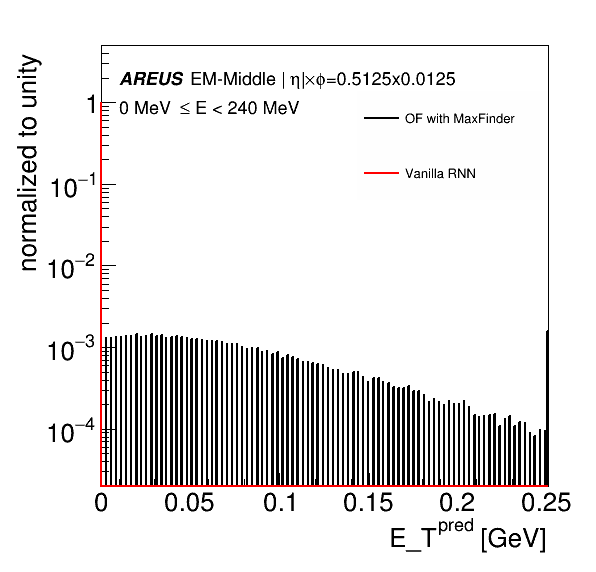 AREUS EM-Middle | η|×ϕ=0.5125x0.0125
0 MeV ≤ E < 240 MeV
OF with MaxFinder
Vanilla RNN
normalized to unity
1
10⁻¹
10⁻²
10⁻³
10⁻⁴
0 0.05 0.1 0.15 0.2 0.25
E_T^pred [GeV]